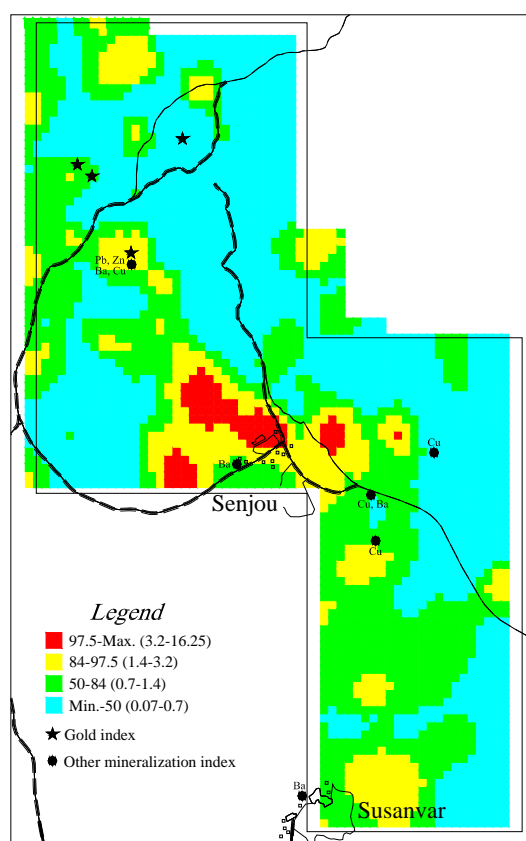 Pb, Zn
Ba, Cu
Cu
Ba
Cu, Ba
Senjou
Cu
Legend
97.5-Max. (3.2-16.25)
84-97.5 (1.4-3.2)
50-84 (0.7-1.4)
Min.-50 (0.07-0.7)
Gold index
Other mineralization index
Ba
Susanvar